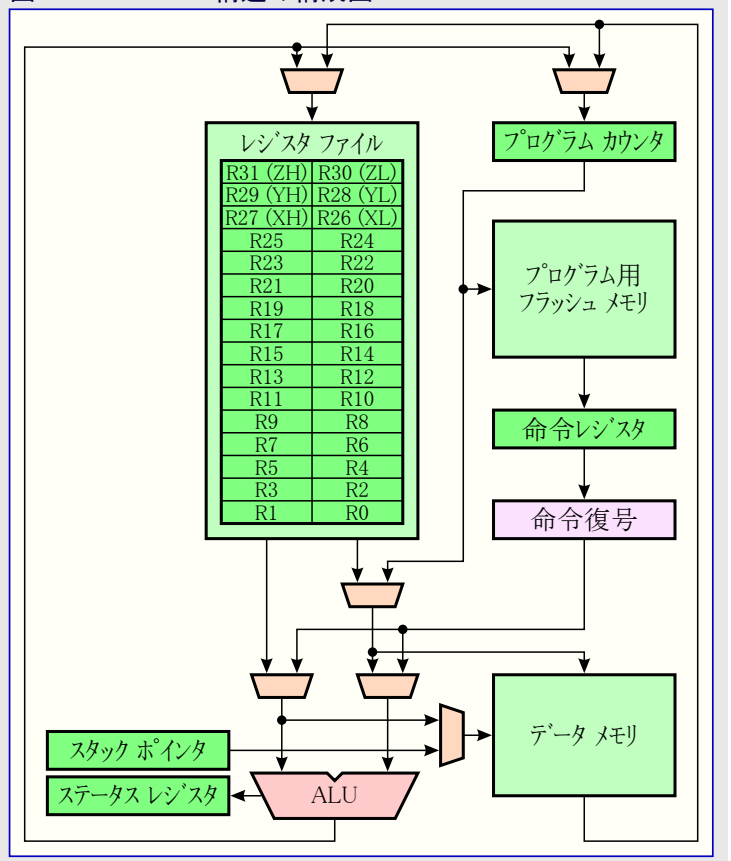 レジスタ ファイル
R31 (ZH) R30 (ZL)
R29 (YH) R28 (YL)
R27 (XH) R26 (XL)
R25 R24
R23 R22
R21 R20
R19 R18
R17 R16
R15 R14
R13 R12
R11 R10
R9 R8
R7 R6
R5 R4
R3 R2
R1 R0
プログラム カウンタ
プログラム用
フラッシュ メモリ
命令レジスタ
命令復号
データ メモリ
スタック ポインタ
ステータス レジスタ
ALU